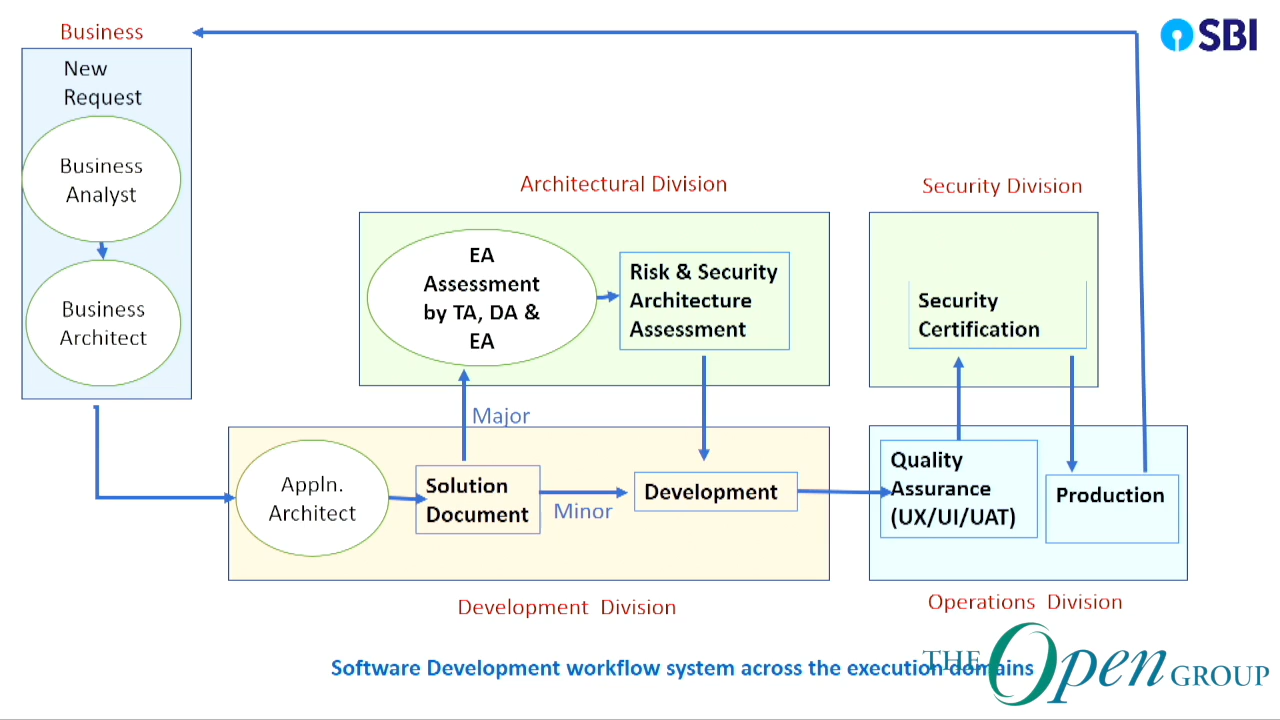 Business
SBI
New
Request
Business
Analyst
Business
Architect
Architectural Division
Security Division
EA
Assessment
by TA, DA &
EA
Risk & Security
Architecture
Assessment
Security
Certification
Major
Appln.
Architect
Solution
Document
Minor
Development
Quality
Assurance
(UX/UI/UAT)
Production
Development Division
Operations Division
Software Development workflow system across the execution domains
THE Open GROUP